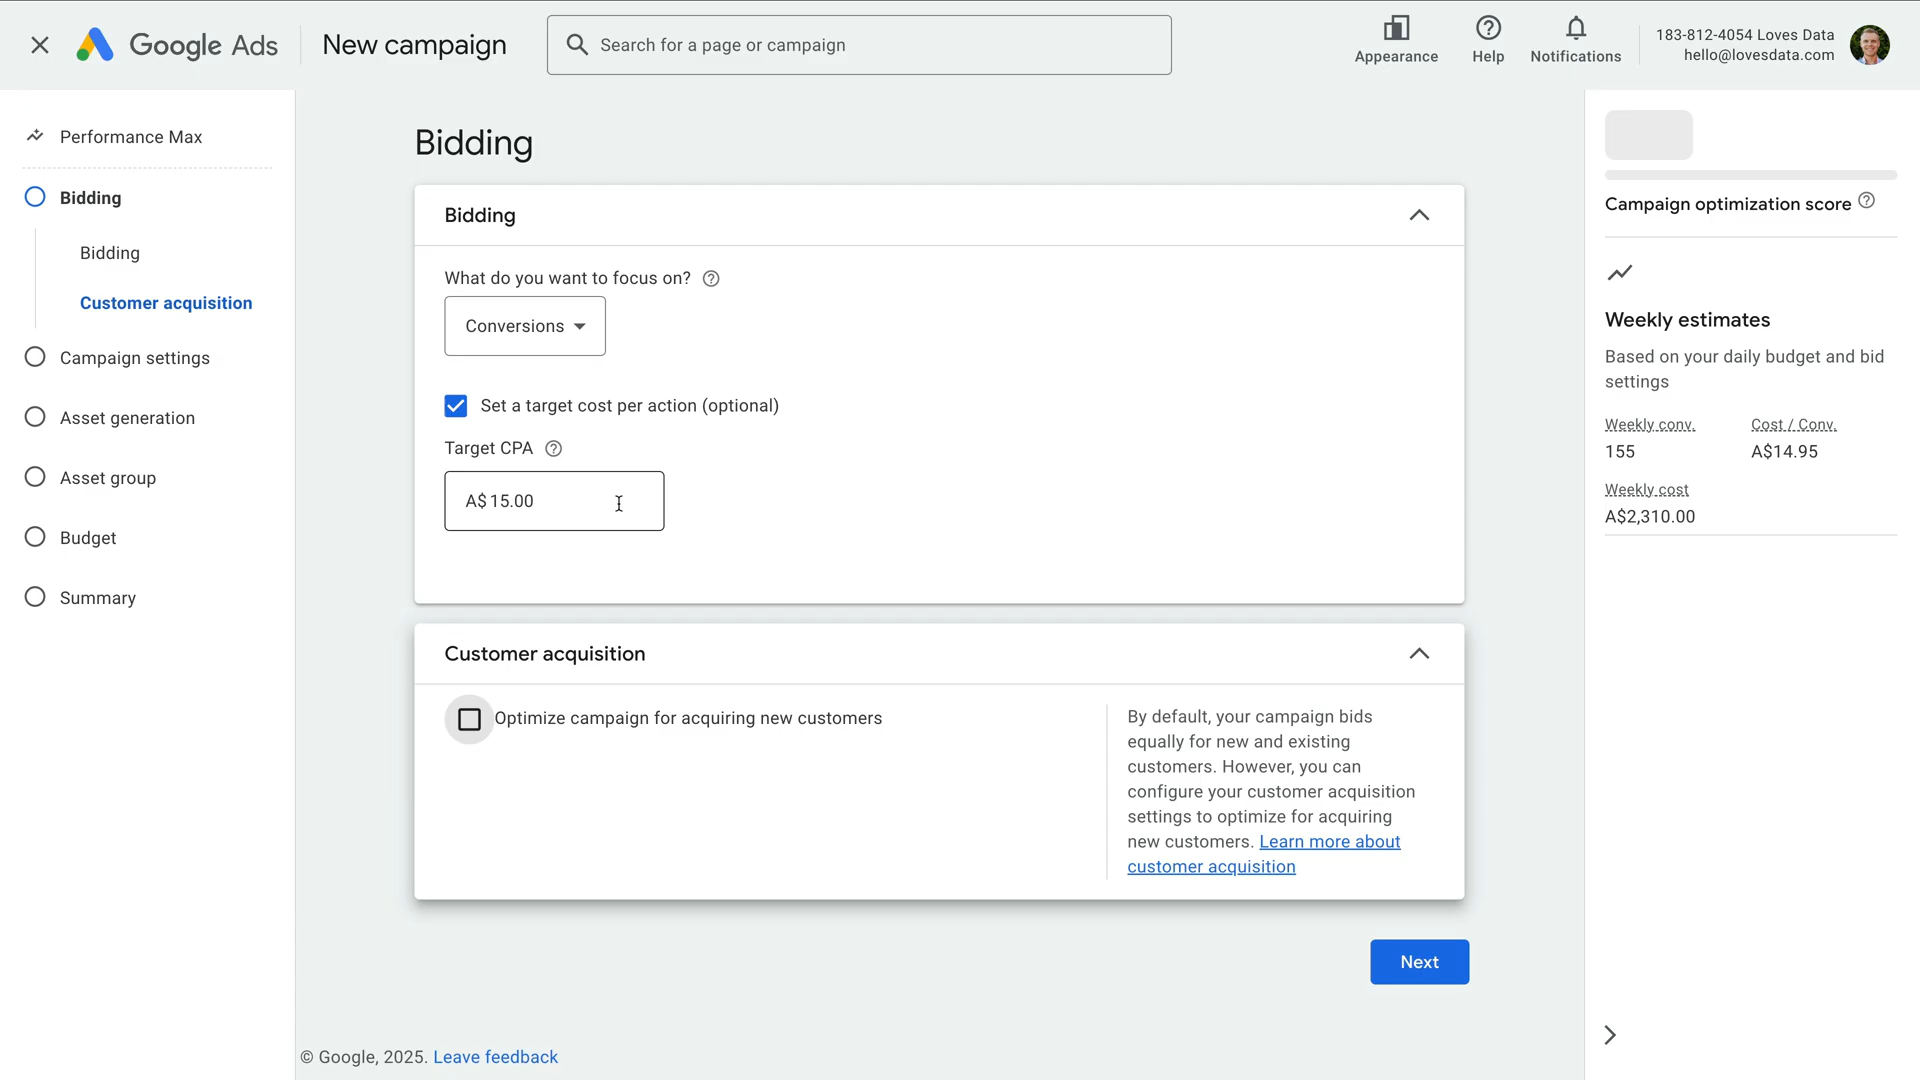 Google Ads
New campaign
Search for a page or campaign
Appearance
Help
Notifications
183-812-4054 Loves Data
hello@lovesdata.com
Performance Max
Bidding
Bidding
Customer acquisition
Campaign settings
Asset generation
Asset group
Budget
Summary
Bidding
Bidding
What do you want to focus on?
Conversions
Set a target cost per action (optional)
Target CPA
A$ 15.00
Customer acquisition
Optimize campaign for acquiring new customers
By default, your campaign bids
equally for new and existing
customers. However, you can
configure your customer acquisition
settings to optimize for acquiring
new customers. Learn more about
customer acquisition
Next
© Google, 2025. Leave feedback
Campaign optimization score
Weekly estimates
Based on your daily budget and bid
settings
Weekly conv. Cost / Conv.
155 A$14.95
Weekly cost
A$2,310.00